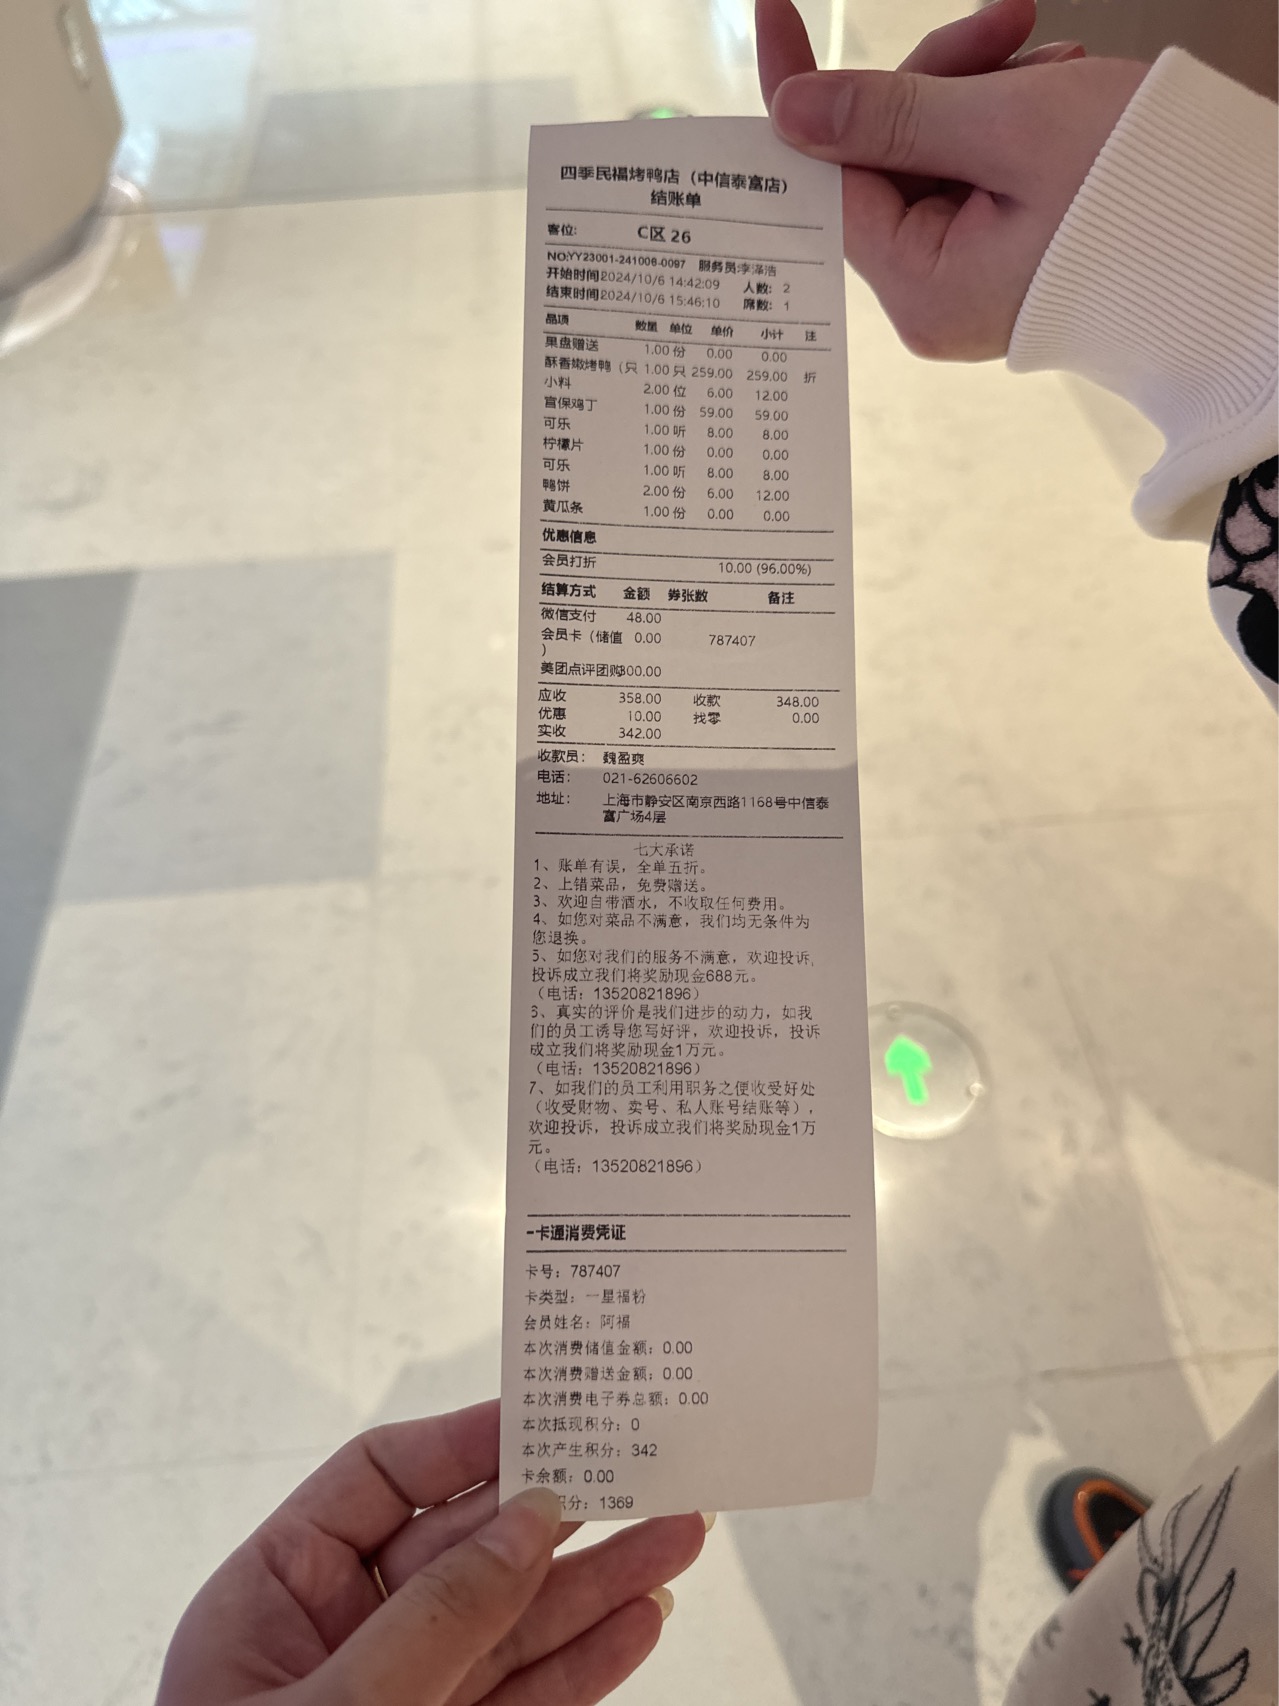 四季民福烤鸭店（中信泰富店）
结账单
客位: C区 26
NO:YY23001-241006-0097 服务员:李泽浩
开始时间2024/10/6 14:42:09 人数: 2
结束时间2024/10/6 15:46:10 席数: 1
品项 数量 单位 单价 小计 注
果盘赠送 1.00 份 0.00 0.00
酥香嫩烤鸭（只 1.00 只 259.00 259.00 折
小料 2.00 位 6.00 12.00
宫保鸡丁 1.00 份 59.00 59.00
可乐 1.00 听 8.00 8.00
柠檬片 1.00 份 0.00 0.00
可乐 1.00 听 8.00 8.00
鸭饼 2.00 份 6.00 12.00
黄瓜条 1.00 份 0.00 0.00
优惠信息
会员打折 10.00 (96.00%)
结算方式 金额 券张数 备注
微信支付 48.00
会员卡（储值 0.00 787407
）
美团点评团购300.00
应收 358.00 收款 348.00
优惠 10.00 找零 0.00
实收 342.00
收款员: 魏盈爽
电话: 021-62606602
地址: 上海市静安区南京西路1168号中信泰
富广场4层
七大承诺
1、账单有误，全单五折。
2、上错菜品，免费赠送。
3、欢迎自带酒水，不收取任何费用。
4、如您对菜品不满意，我们均无条件为
您退换。
5、如您对我们的服务不满意，欢迎投诉,
投诉成立我们将奖励现金688元。
（电话：13520821896）
6、真实的评价是我们进步的动力，如我
们的员工诱导您写好评，欢迎投诉，投诉
成立我们将奖励现金1万元。
（电话：13520821896）
7、如我们的员工利用职务之便收受好处
（收受财物、卖号、私人账号结账等），
欢迎投诉，投诉成立我们将奖励现金1万
元。
（电话：13520821896）
一卡通消费凭证
卡号：787407
卡类型：一星福粉
会员姓名：阿福
本次消费储值金额：0.00
本次消费赠送金额：0.00
本次消费电子券总额：0.00
本次抵现积分：0
本次产生积分：342
卡余额：0.00
积分：1369